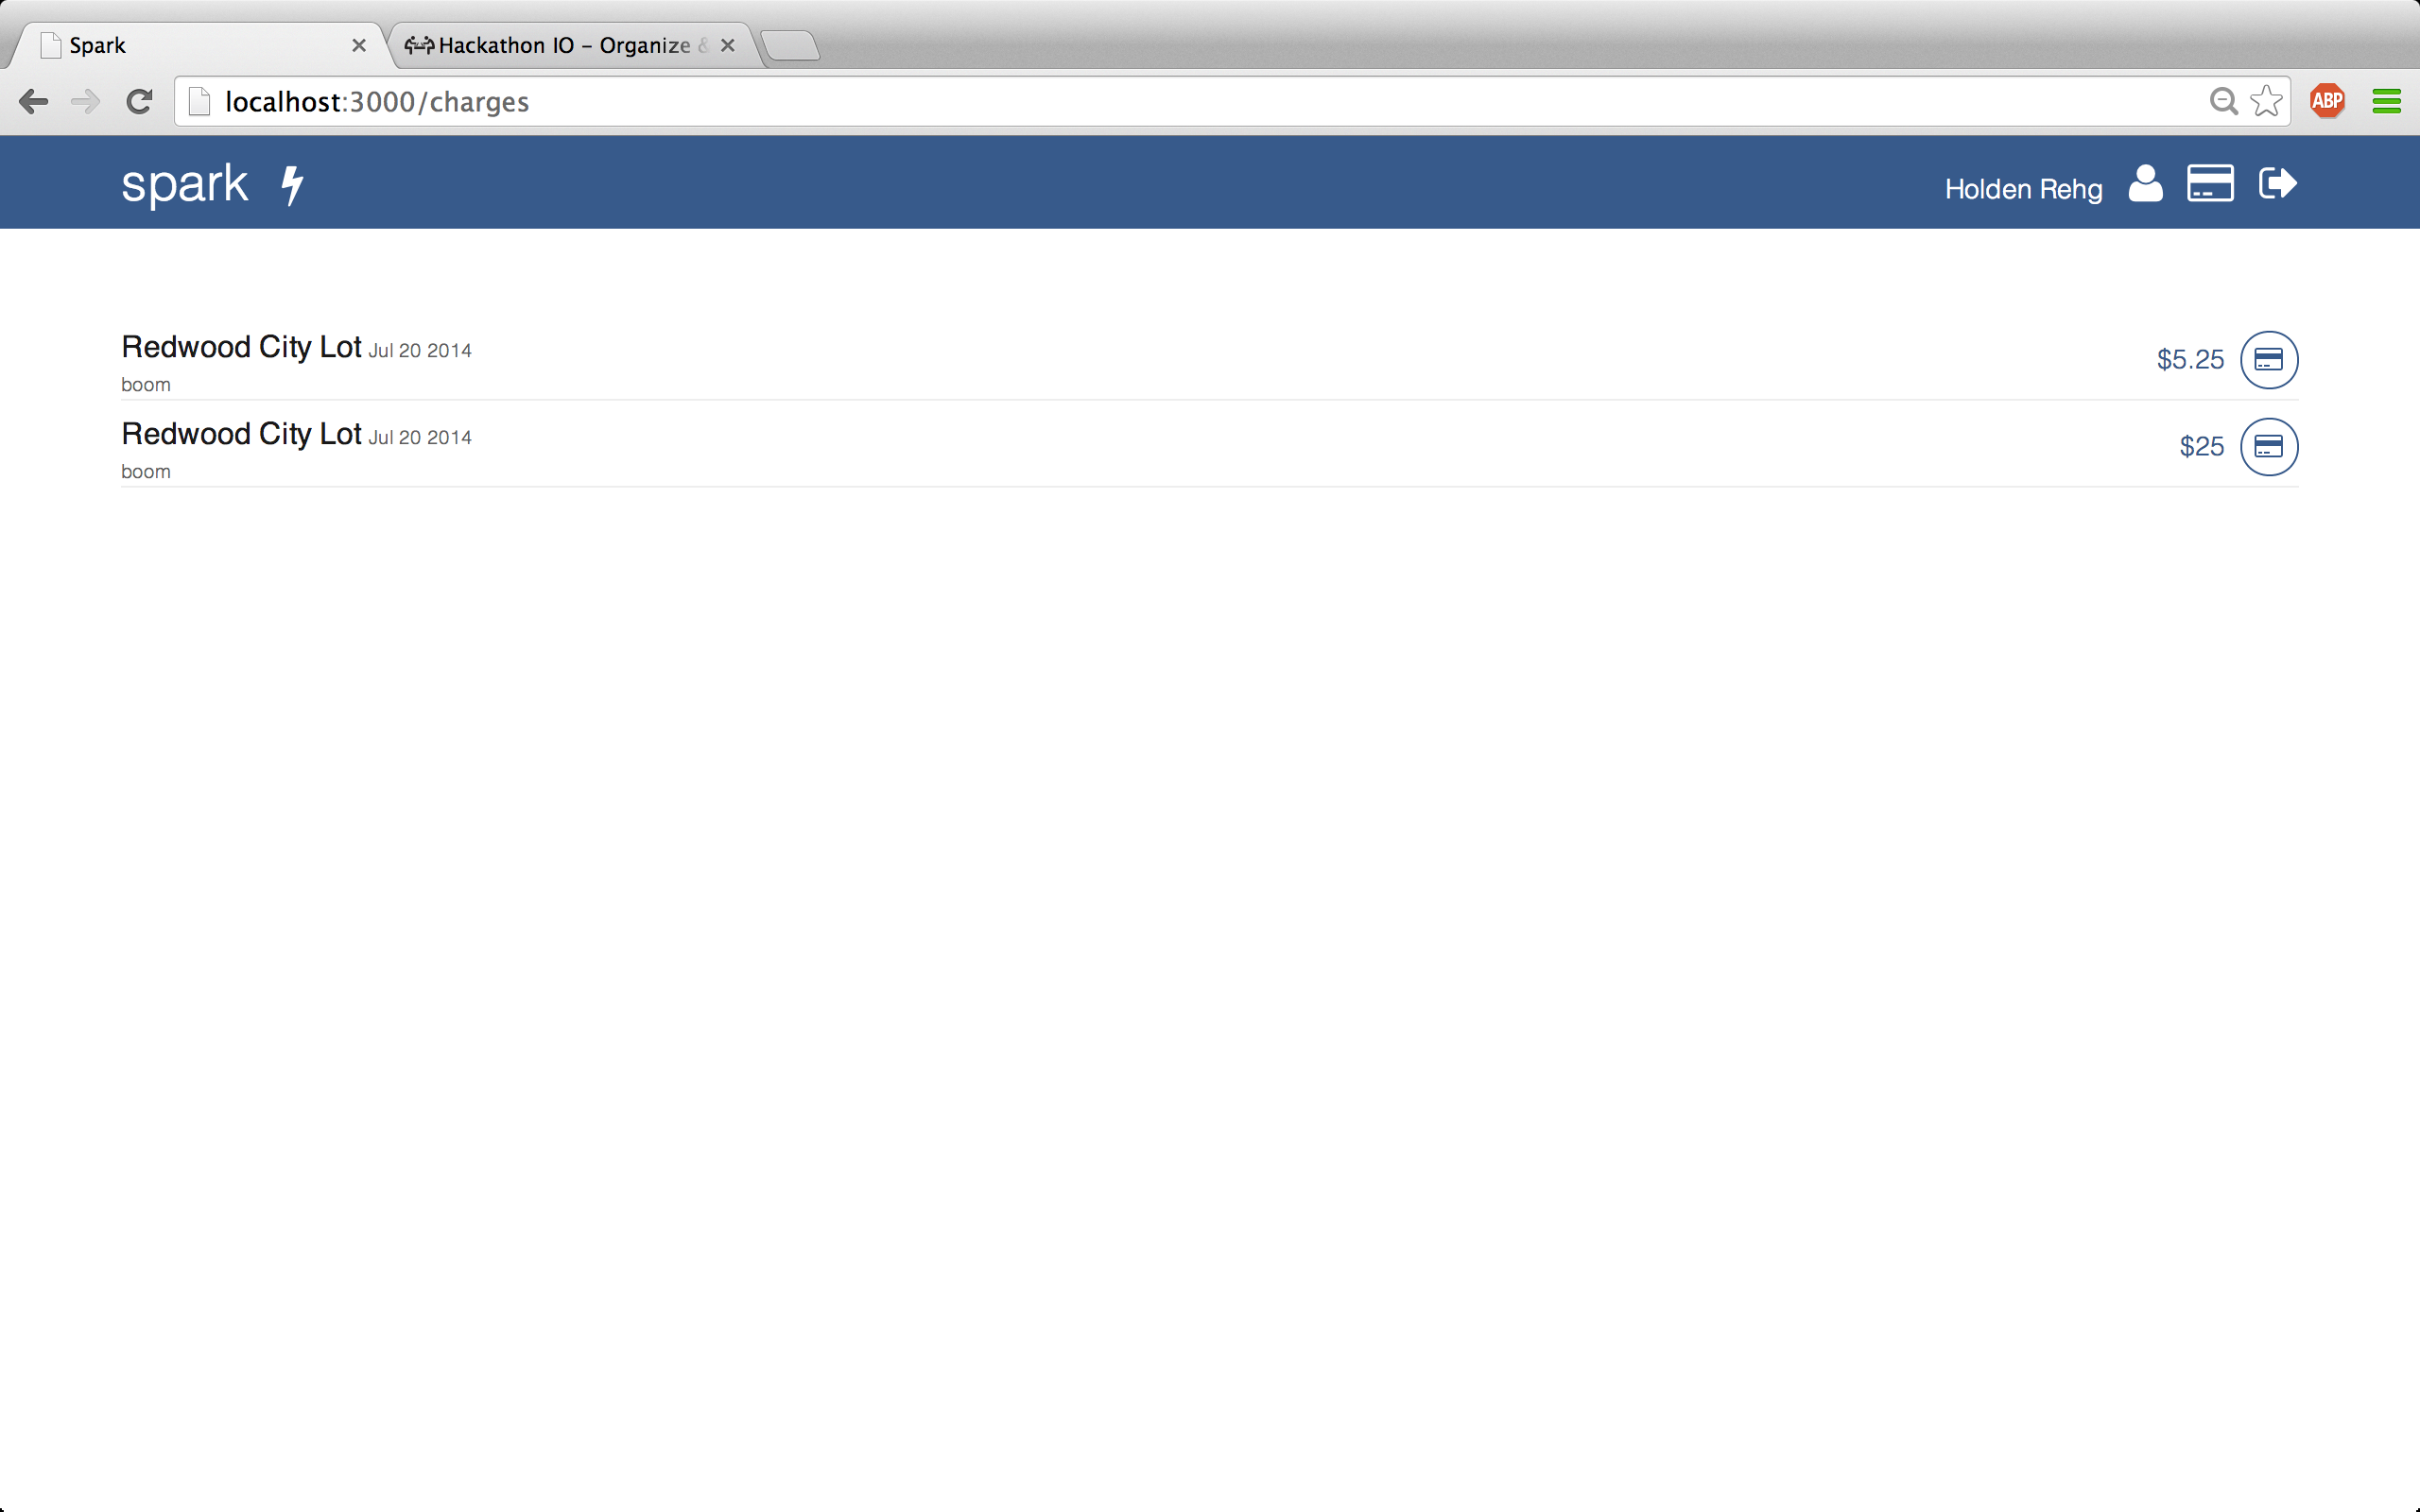 Spark
Hackathon IO - Organize &
localhost:3000/charges
ABP
spark
Holden Rehg
Redwood City Lot Jul 20 2014
$5.25
boom
Redwood City Lot Jul 20 2014
$25
boom